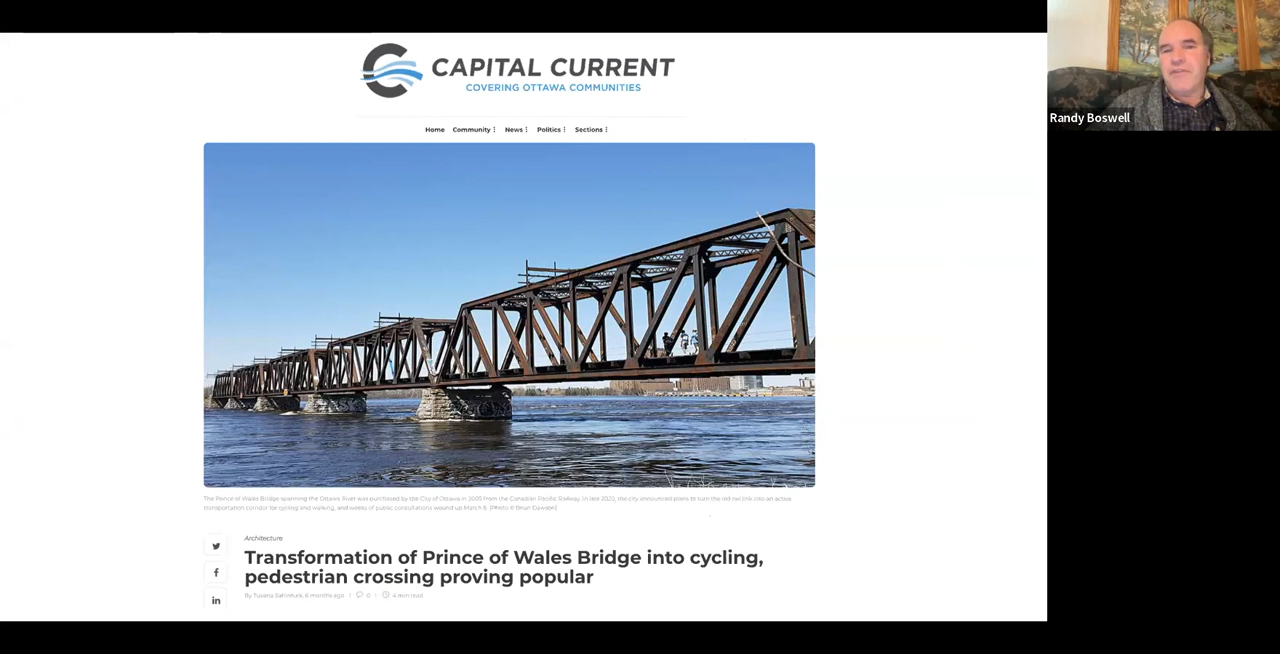 CAPITAL CURRENT
COVERING OTTAWA COMMUNITIES
Home Community News Politics Sections
Randy Boswell
The Prince of Wales Bridge spanning the Ottawa River was purchased by the City of Ottawa in 2005 from the Canadian Pacific Railway. In late 2020, the city announced plans to turn the old rail link into an active
transportation corridor for cycling and walking, and weeks of public consultations wound up March 8. [Photo © Brian Dawson]
Architecture
Transformation of Prince of Wales Bridge into cycling,
pedestrian crossing proving popular
By 6 months ago | 0 | 4 min read